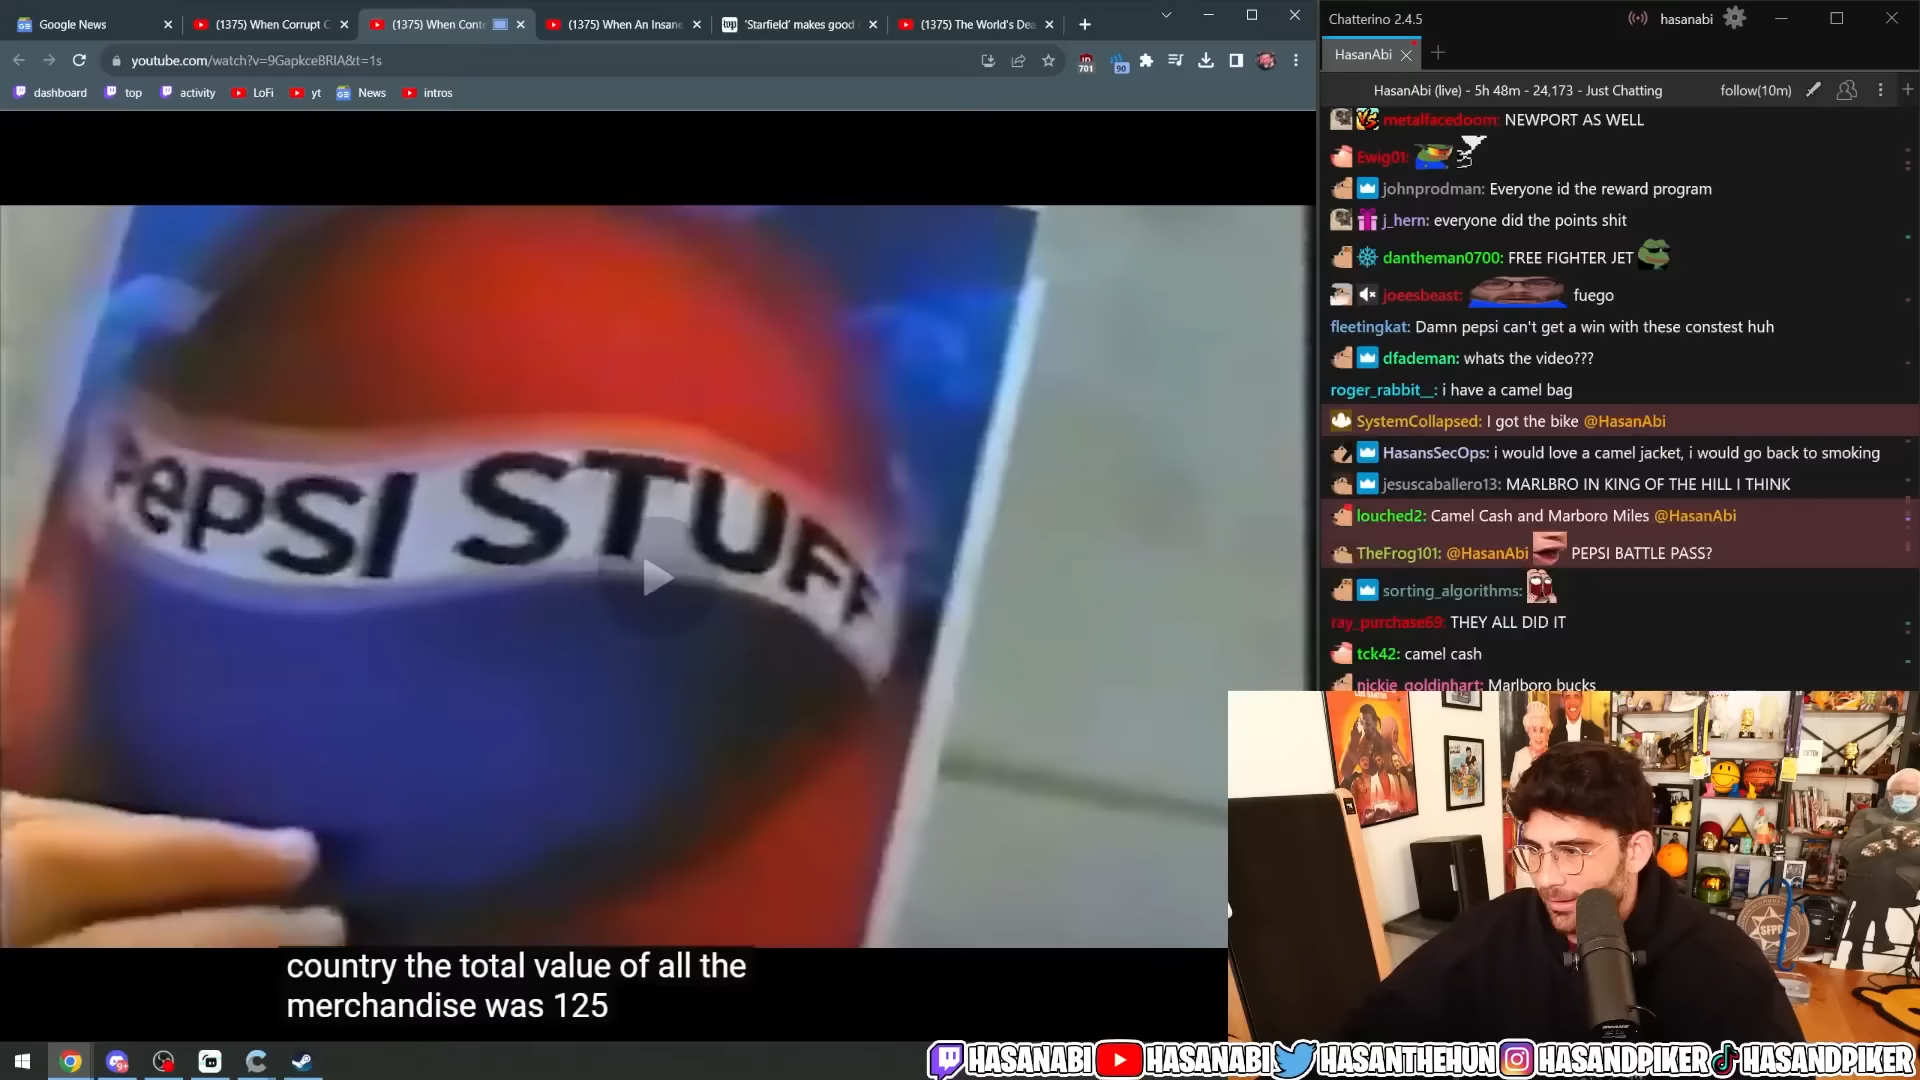 Google News
(1375) When Corrupt C
(1375) When Conte
(1375) When An Insane
'Starfield' makes good
(1375) The World's Dea
youtube.com/watch?v=9GapkceBRlA&t=1s
701
90
dashboard
top
activity
LoFi
yt
News
intros
PEPSI STUFF
country the total value of all the
merchandise was 125
Chatterino 2.4.5
hasanabi
HasanAbi
HasanAbi (live) - 5h 48m - 24,173 - Just Chatting
follow(10m)
metalfacedoom: NEWPORT AS WELL
Ewig01:
johnprodman: Everyone id the reward program
j_hern: everyone did the points shit
dantheman0700: FREE FIGHTER JET
joeesbeast: fuego
fleetingkat: Damn pepsi can't get a win with these constest huh
dfademan: whats the video???
roger_rabbit__: i have a camel bag
SystemCollapsed: I got the bike @HasanAbi
HasansSecOps: i would love a camel jacket, i would go back to smoking
jesuscaballero13: MARLBRO IN KING OF THE HILL I THINK
louched2: Camel Cash and Marboro Miles @HasanAbi
TheFrog101: @HasanAbi PEPSI BATTLE PASS?
sorting_algorithms:
ray_purchase69: THEY ALL DID IT
tck42: camel cash
nickie_goldinhart: Marlboro bucks
SFPD
HASANABI
HASANABI
HASANTHEHUN
HASANDPIKER
HASANDPIKER